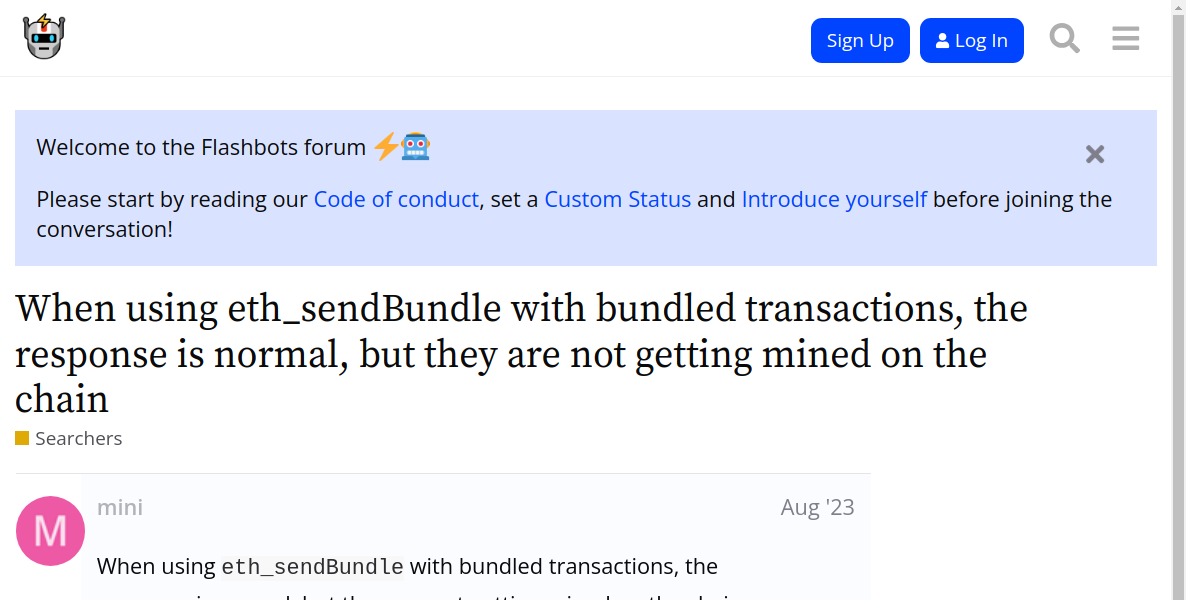 Sign Up
Log In
Welcome to the Flashbots forum
Please start by reading our Code of conduct, set a Custom Status and Introduce yourself before joining the
conversation!
When using eth_sendBundle with bundled transactions, the
response is normal, but they are not getting mined on the
chain
Searchers
M
mini
Aug '23
When using eth_sendBundle with bundled transactions, the